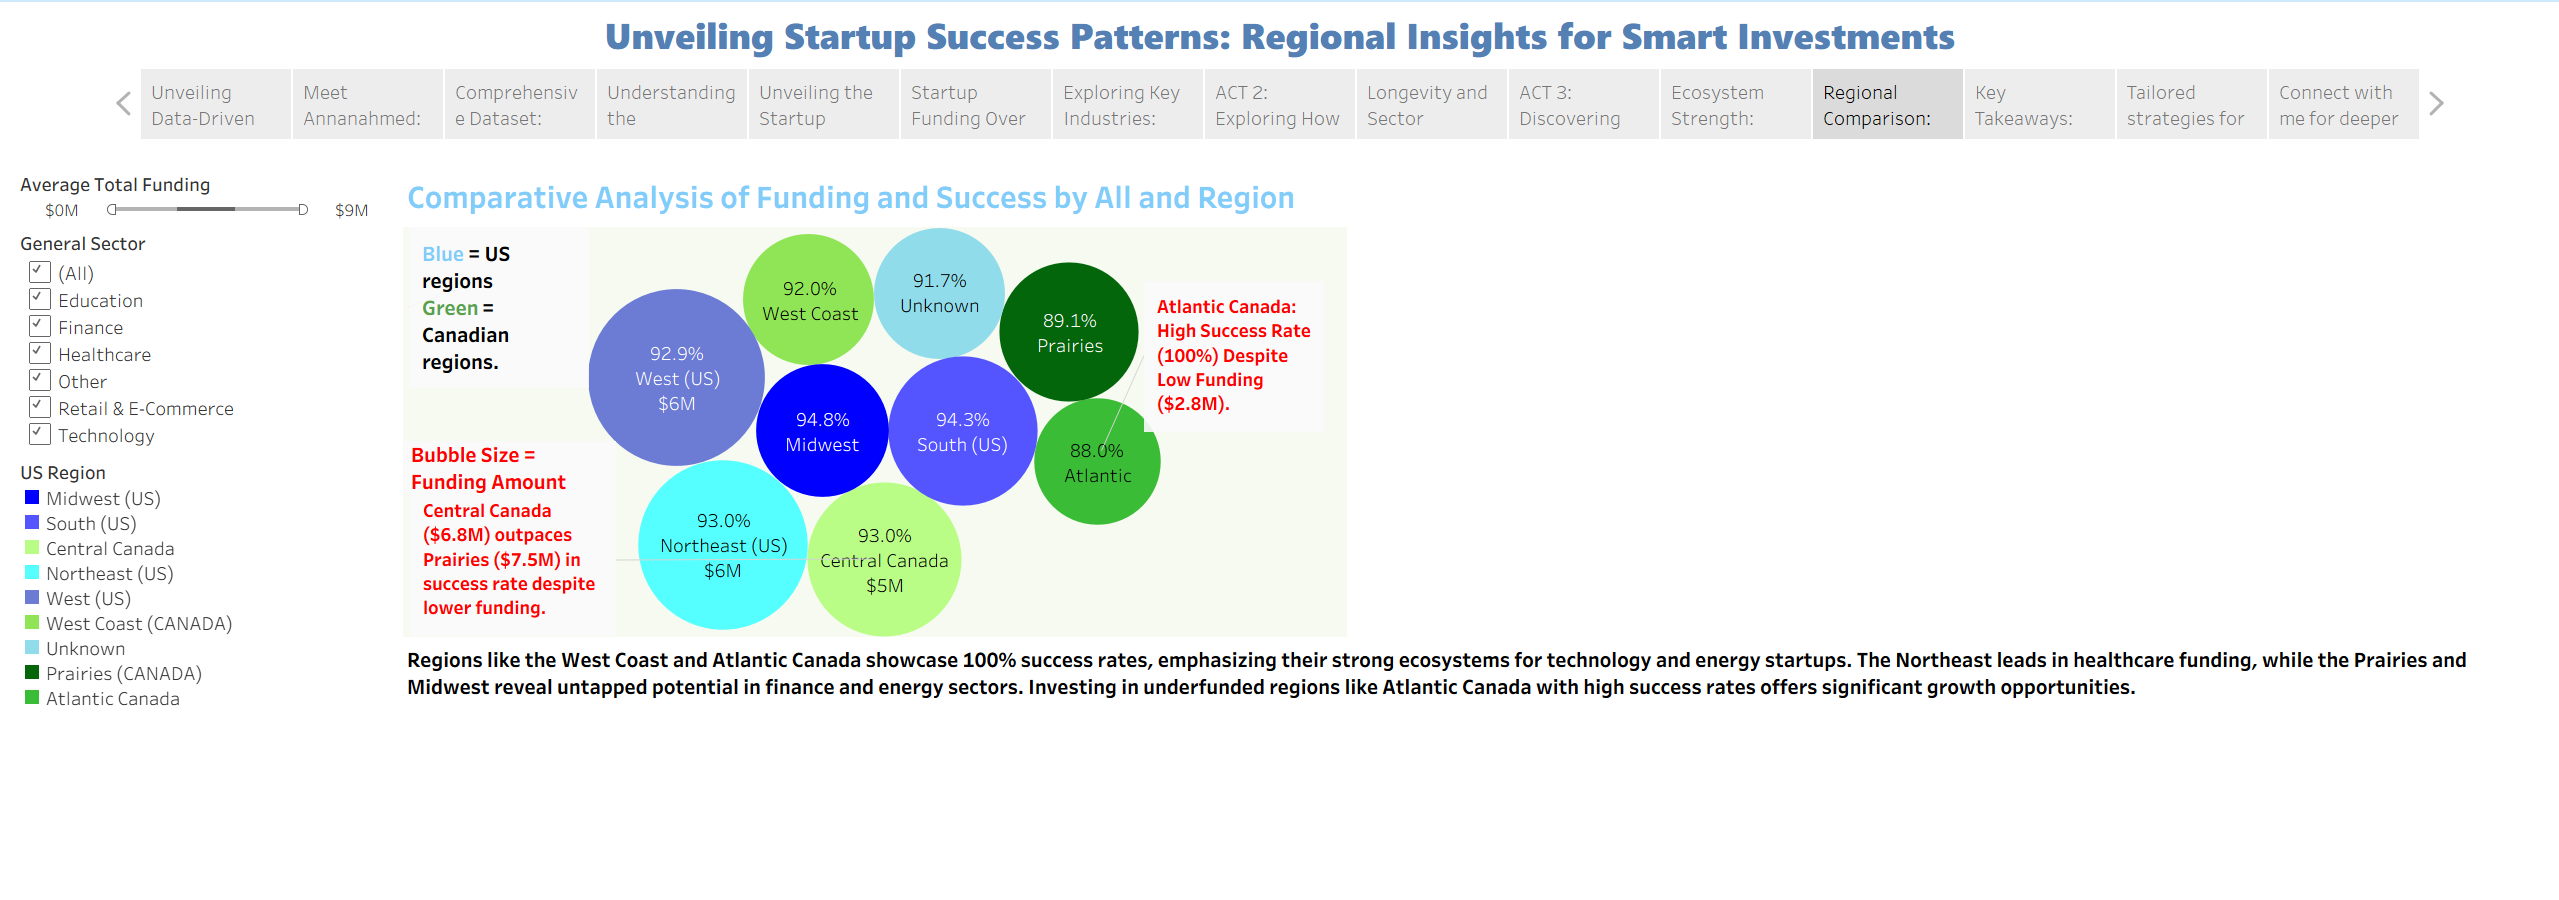 Unveiling Startup Success Patterns: Regional Insights for Smart Investments
Unveiling
Data-Driven
Meet
Annanahmed:
Comprehensiv
e Dataset:
Understanding
the
Unveiling the
Startup
Startup
Funding Over
Exploring Key
Industries:
ACT 2:
Exploring How
Longevity and
Sector
ACT 3:
Discovering
Ecosystem
Strength:
Regional
Comparison:
Key
Takeaways:
Tailored
strategies for
Connect with
me for deeper
Average Total Funding
$0M
$9M
General Sector
(All)
Education
Finance
Healthcare
Other
Retail & E-Commerce
Technology
US Region
Midwest (US)
South (US)
Central Canada
Northeast (US)
West (US)
West Coast (CANADA)
Unknown
Prairies (CANADA)
Atlantic Canada
Comparative Analysis of Funding and Success by All and Region
Blue = US
regions
Green =
Canadian
regions.
92.0%
West Coast
91.7%
Unknown
89.1%
Prairies
92.9%
West (US)
$6M
94.8%
Midwest
94.3%
South (US)
88.0%
Atlantic
93.0%
Northeast (US)
$6M
93.0%
Central Canada
$5M
Atlantic Canada:
High Success Rate
(100%) Despite
Low Funding
($2.8M).
Bubble Size =
Funding Amount
Central Canada
($6.8M) outpaces
Prairies ($7.5M) in
success rate despite
lower funding.
Regions like the West Coast and Atlantic Canada showcase 100% success rates, emphasizing their strong ecosystems for technology and energy startups. The Northeast leads in healthcare funding, while the Prairies and
Midwest reveal untapped potential in finance and energy sectors. Investing in underfunded regions like Atlantic Canada with high success rates offers significant growth opportunities.